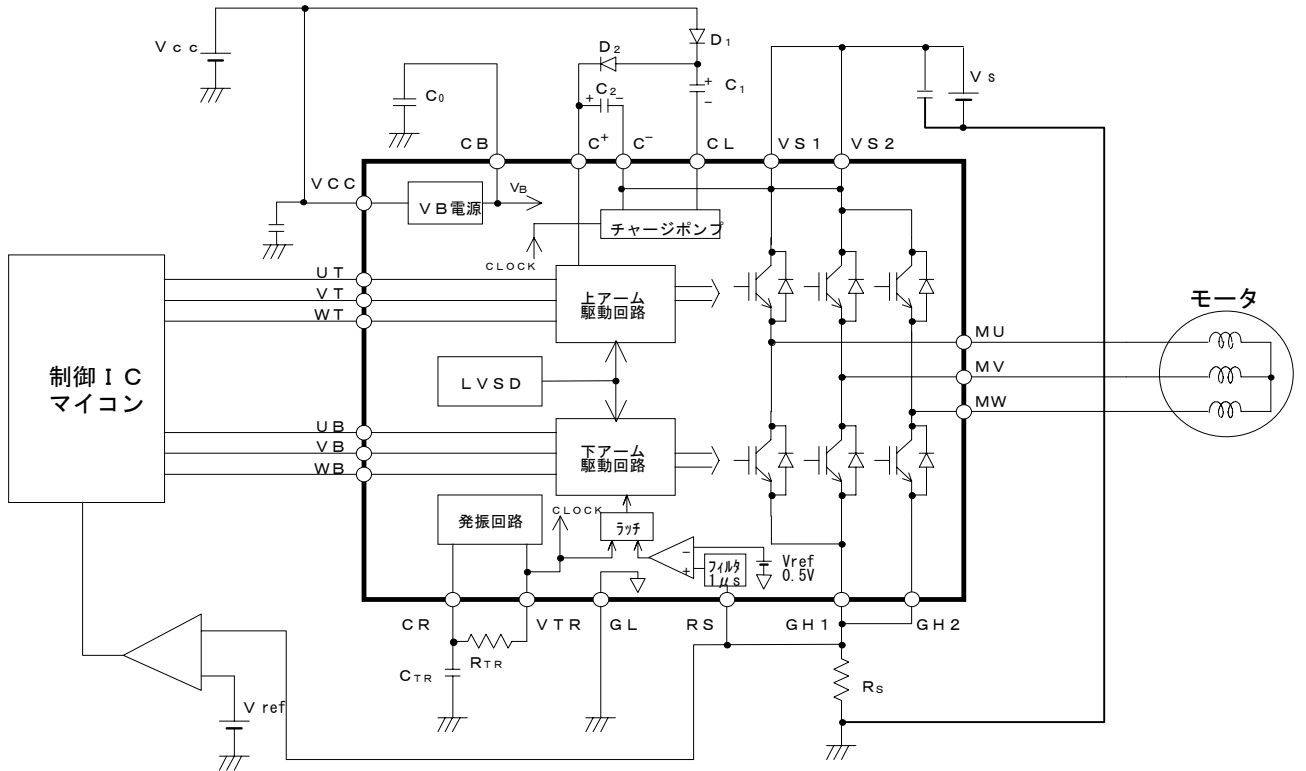 Vcc
D1
D2
C2
+ −
+
−
C1
C0
Vs
CB
C+
C−
CL
VS1
VS2
VCC
VB電源
VB
チャージポンプ
CLOCK
UT
VT
WT
上アーム
駆動回路
モータ
MU
MV
MW
制御IC
マイコン
LVSD
UB
VB
WB
下アーム
駆動回路
発振回路
CLOCK
ラッチ
−
+
フィルタ
1μs
Vref
0.5V
CR
VTR
GL
RS
GH1
GH2
RTR
CTR
RS
Vref